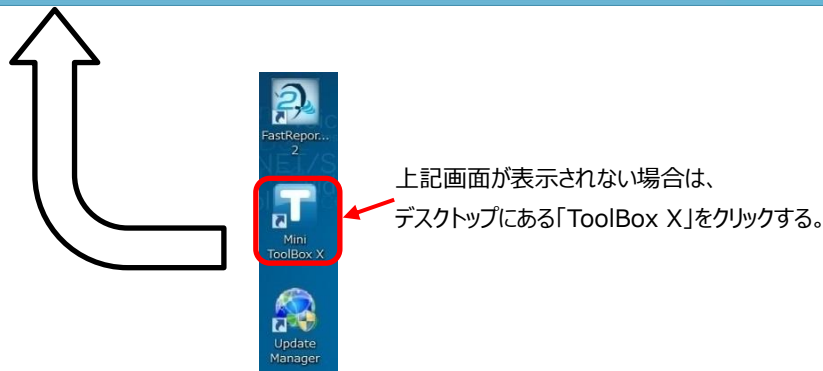 FastRepor...
2
NET/S
上記画面が表示されない場合は、
デスクトップにある「ToolBox X」をクリックする。
T
Mini
ToolBox X
Update
Manager